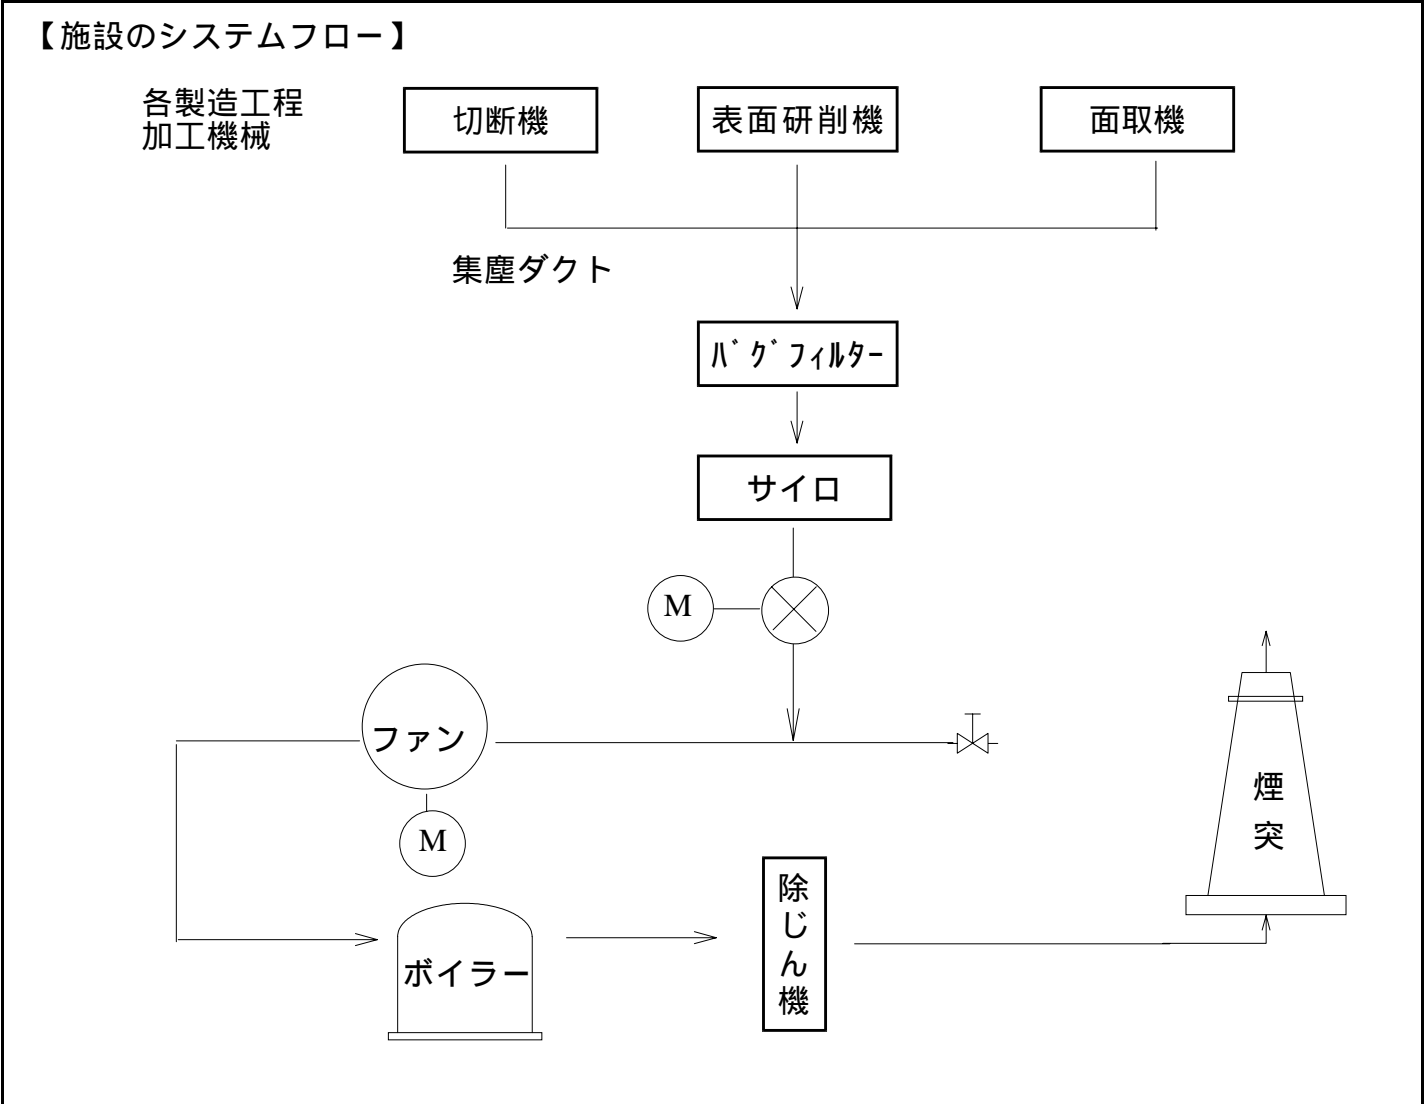 【施設のシステムフロー】
各製造工程
加工機械
切断機
表面研削機
面取機
集塵ダクト
ﾊﾞｸﾞﾌｨﾙﾀｰ
サイロ
M
ファン
M
ボイラー
除じん機
煙突